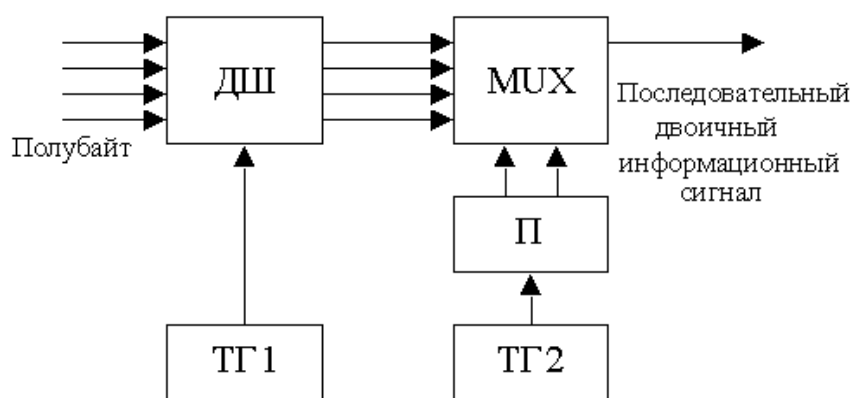 ДШ
MUX
Полубайт
Последовательный
двоичный
информационный
сигнал
П
ТГ1
ТГ2